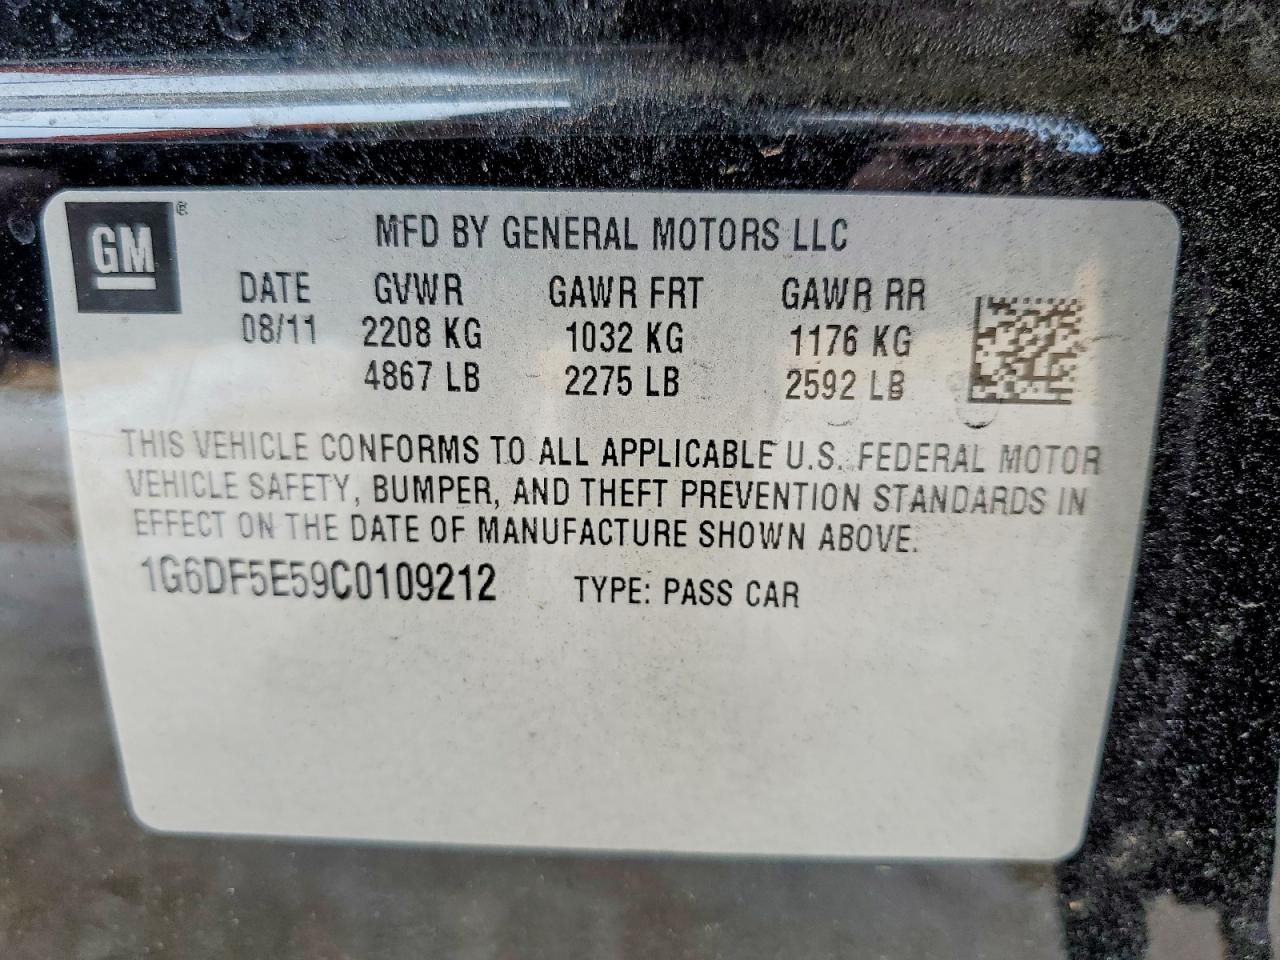 GM®
MFD BY GENERAL MOTORS LLC
DATE GVWR GAWR FRT GAWR RR
08/11 2208 KG 1032 KG 1176 KG
4867 LB 2275 LB 2592 LB
THIS VEHICLE CONFORMS TO ALL APPLICABLE U.S. FEDERAL MOTOR
VEHICLE SAFETY, BUMPER, AND THEFT PREVENTION STANDARDS IN
EFFECT ON THE DATE OF MANUFACTURE SHOWN ABOVE.
1G6DF5E59C0109212 TYPE: PASS CAR